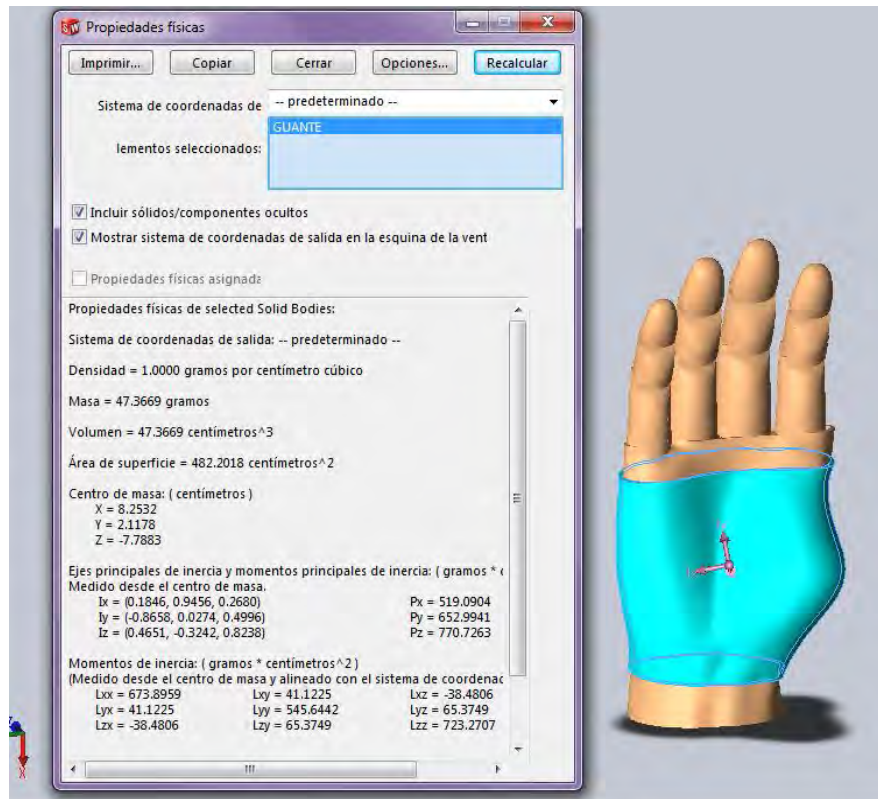 Propiedades físicas
Imprimir... Copiar Cerrar Opciones... Recalcular
Sistema de coordenadas de -- predeterminado --
GUANTE
lementos seleccionados:
Incluir sólidos/componentes ocultos
Mostrar sistema de coordenadas de salida en la esquina de la vent
Propiedades físicas asignada
Propiedades físicas de selected Solid Bodies:
Sistema de coordenadas de salida: -- predeterminado --
Densidad = 1.0000 gramos por centímetro cúbico
Masa = 47.3669 gramos
Volumen = 47.3669 centímetros^3
Área de superficie = 482.2018 centímetros^2
Centro de masa: ( centímetros )
X = 8.2532
Y = 2.1178
Z = -7.7883
Ejes principales de inercia y momentos principales de inercia: ( gramos * c
Medido desde el centro de masa.
Ix = (0.1846, 0.9456, 0.2680) Px = 519.0904
Iy = (-0.8658, 0.0274, 0.4996) Py = 652.9941
Iz = (0.4651, -0.3242, 0.8238) Pz = 770.7263
Momentos de inercia: ( gramos * centímetros^2 )
(Medido desde el centro de masa y alineado con el sistema de coordenac
Lxx = 673.8959 Lxy = 41.1225 Lxz = -38.4806
Lyx = 41.1225 Lyy = 545.6442 Lyz = 65.3749
Lzx = -38.4806 Lzy = 65.3749 Lzz = 723.2707
X